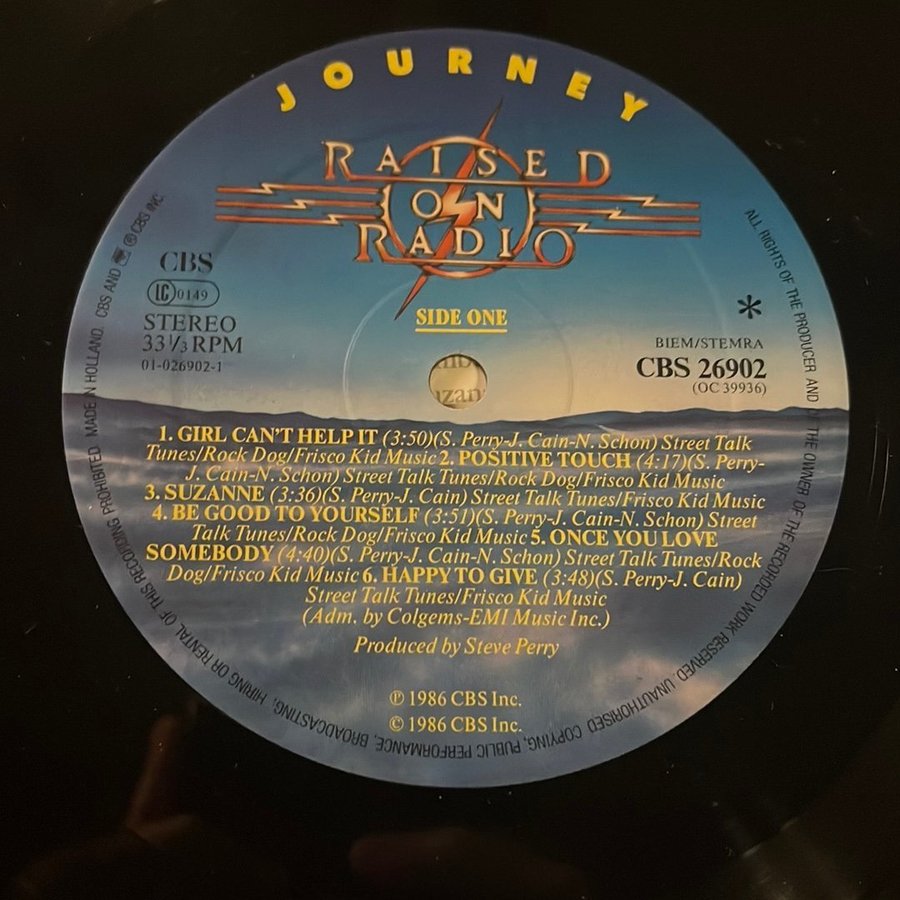 JOURNEY
RAISED
ON
RADIO
CBS
LC 0149
STEREO
33 1/3 RPM
01-026902-1
SIDE ONE
*
BIEM/STEMRA
CBS 26902
(OC 39936)
1. GIRL CAN'T HELP IT (3:50)(S. Perry-J. Cain-N. Schon) Street Talk
Tunes/Rock Dog/Frisco Kid Music 2. POSITIVE TOUCH (4:17)(S. Perry-
J. Cain-N. Schon) Street Talk Tunes/Rock Dog/Frisco Kid Music
3. SUZANNE (3:36)(S. Perry-J. Cain) Street Talk Tunes/Frisco Kid Music
4. BE GOOD TO YOURSELF (3:51)(S. Perry-J. Cain-N. Schon) Street
Talk Tunes/Rock Dog/Frisco Kid Music 5. ONCE YOU LOVE
SOMEBODY (4:40)(S. Perry-J. Cain-N. Schon) Street Talk Tunes/Rock
Dog/Frisco Kid Music 6. HAPPY TO GIVE (3:48)(S. Perry-J. Cain)
Street Talk Tunes/Frisco Kid Music
(Adm. by Colgems-EMI Music Inc.)
Produced by Steve Perry
℗ 1986 CBS Inc.
© 1986 CBS Inc.
ALL RIGHTS OF THE PRODUCER AND OF THE OWNER OF THE RECORDED WORK RESERVED. UNAUTHORISED COPYING, PUBLIC PERFORMANCE, BROADCASTING, HIRING OR RENTAL OF THIS RECORDING PROHIBITED. MADE IN HOLLAND. CBS AND ® CBS INC.